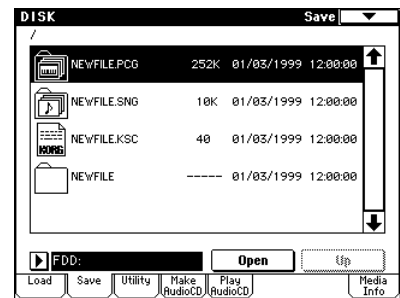 DISK Save
/
NEWFILE.PCG 252K 01/03/1999 12:00:00
NEWFILE.SNG 10K 01/03/1999 12:00:00
KORG NEWFILE.KSC 40 01/03/1999 12:00:00
NEWFILE ----- 01/03/1999 12:00:00
FDD: Open Up
Load Save Utility Make AudioCD Play AudioCD Media Info